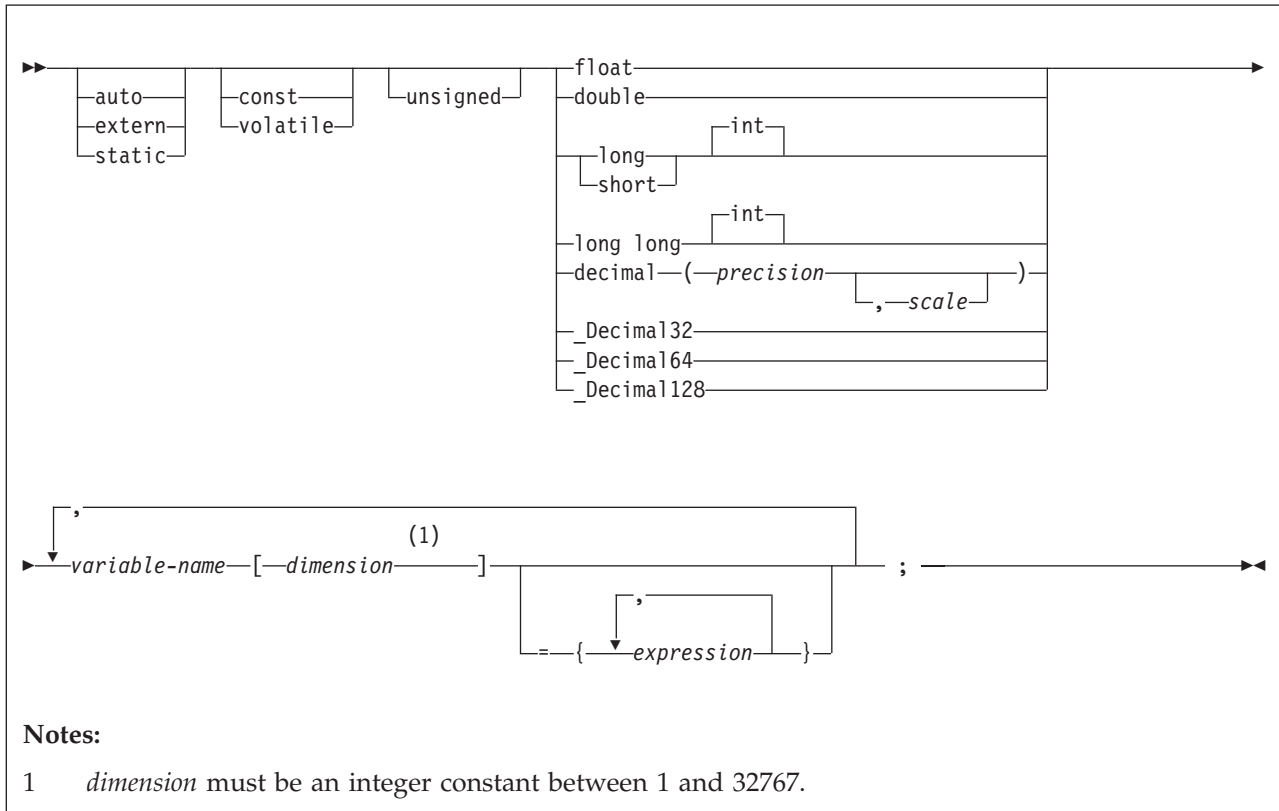 float
auto const unsigned double
extern volatile int
static long
short
int
long long
decimal ( precision )
, scale
_Decimal32
_Decimal64
_Decimal128
,
(1)
variable-name [ dimension ] ;
,
= { expression }
Notes:
1 dimension must be an integer constant between 1 and 32767.